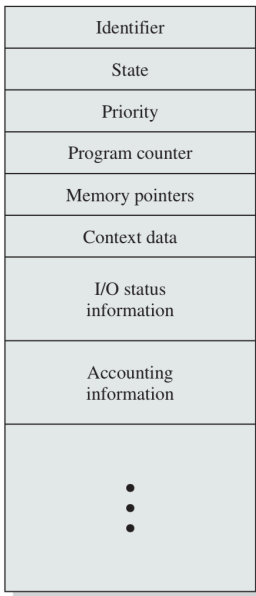 Identifier
State
Priority
Program counter
Memory pointers
Context data
I/O status
information
Accounting
information